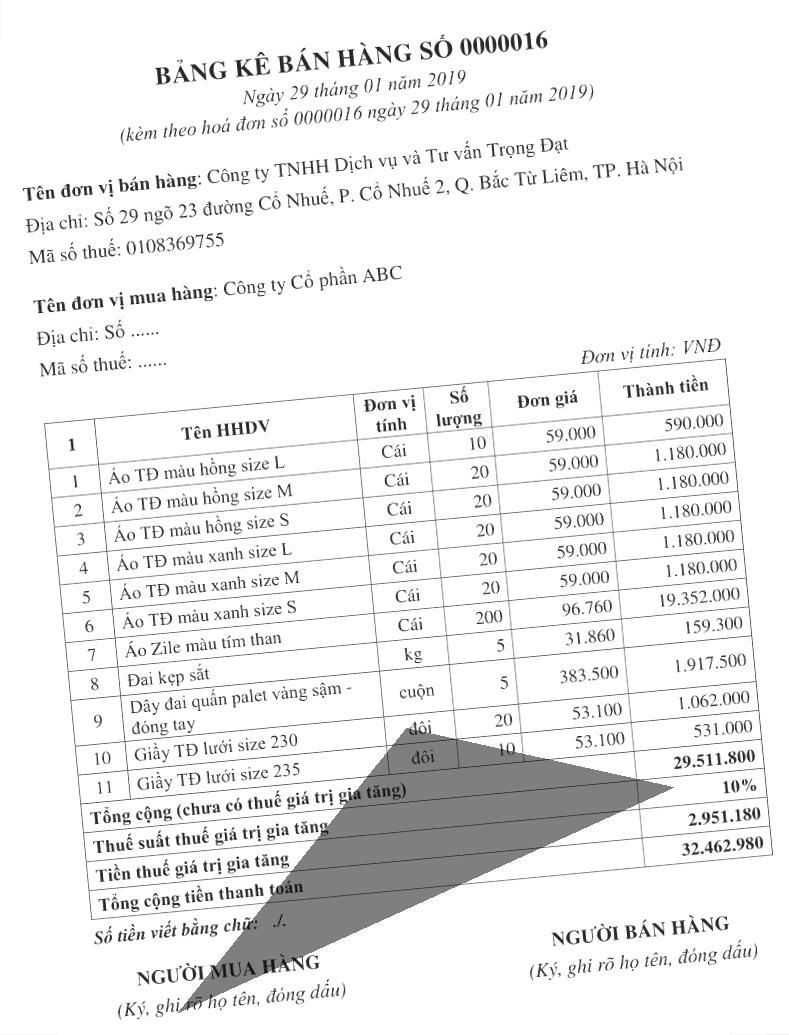 BẢNG KÊ BÁN HÀNG SỐ 0000016
Ngày 29 tháng 01 năm 2019
(kèm theo hoá đơn số 0000016 ngày 29 tháng 01 năm 2019)
Tên đơn vị bán hàng: Công ty TNHH Dịch vụ và Tư vấn Trọng Đạt
Địa chỉ: Số 29 ngõ 23 đường Cổ Nhuế, P. Cổ Nhuế 2, Q. Bắc Từ Liêm, TP. Hà Nội
Mã số thuế: 0108369755
Tên đơn vị mua hàng: Công ty Cổ phần ABC
Địa chỉ: Số ......
Mã số thuế: ......
Đơn vị tính: VNĐ
1 Tên HHDV Đơn vị tính Số lượng Đơn giá Thành tiền
1 Áo TĐ màu hồng size L Cái 10 59.000 590.000
2 Áo TĐ màu hồng size M Cái 20 59.000 1.180.000
3 Áo TĐ màu hồng size S Cái 20 59.000 1.180.000
4 Áo TĐ màu xanh size L Cái 20 59.000 1.180.000
5 Áo TĐ màu xanh size M Cái 20 59.000 1.180.000
6 Áo TĐ màu xanh size S Cái 20 59.000 1.180.000
7 Áo Zile màu tím than Cái 200 96.760 19.352.000
8 Đai kẹp sắt kg 5 31.860 159.300
9 Dây đai quấn palet vàng sậm - đóng tay cuộn 5 383.500 1.917.500
10 Giầy TĐ lưới size 230 đôi 20 53.100 1.062.000
11 Giầy TĐ lưới size 235 đôi 10 53.100 531.000
Tổng cộng (chưa có thuế giá trị gia tăng) 29.511.800
Thuế suất thuế giá trị gia tăng 10%
Tiền thuế giá trị gia tăng 2.951.180
Tổng cộng tiền thanh toán 32.462.980
Số tiền viết bằng chữ: ./.
NGƯỜI MUA HÀNG NGƯỜI BÁN HÀNG
(Ký, ghi rõ họ tên, đóng dấu) (Ký, ghi rõ họ tên, đóng dấu)